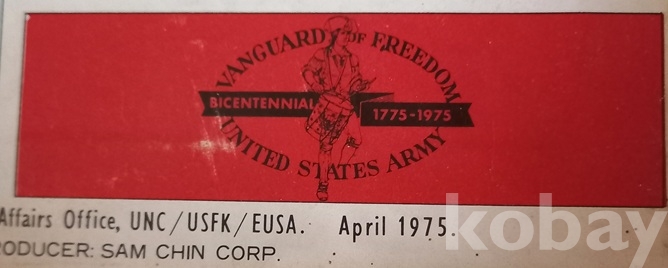 VANGUARD OF FREEDOM
BICENTENNIAL 1775-1975
UNITED STATES ARMY
Affairs Office, UNC/USFK/EUSA. April 1975.
RODUCER: SAM CHIN CORP.
kobay